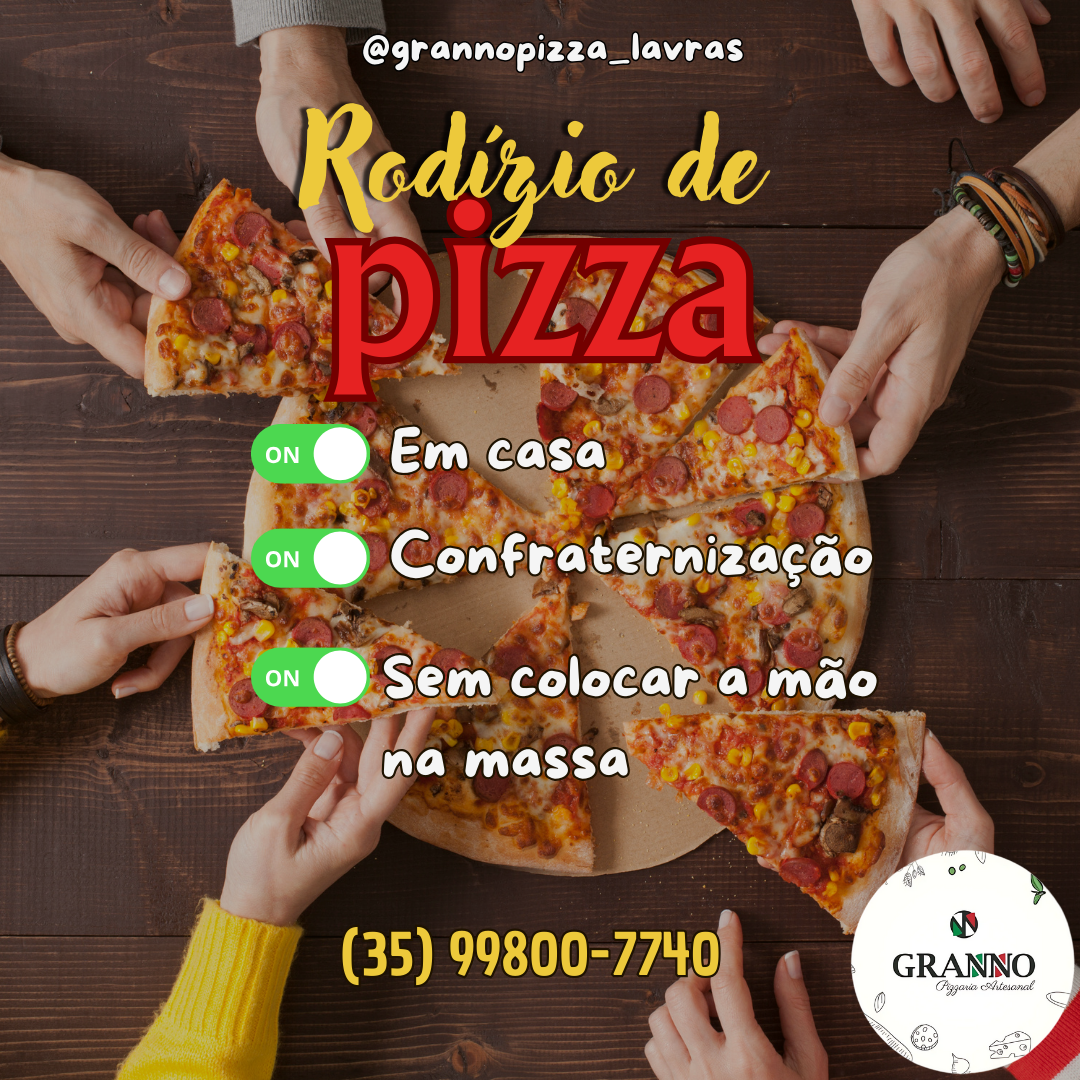 @grannopizza_lavras
Rodízio de
pizza
ON Em casa
ON Confraternização
ON Sem colocar a mão
na massa
(35) 99800-7740
GRANNO
Pizzaria Artesanal